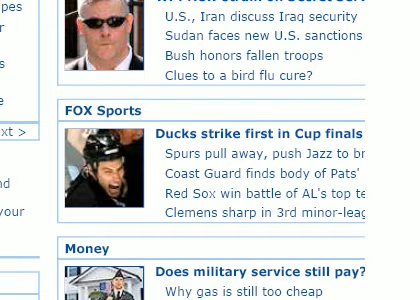 pes
r
s
e
xt >
nd
your
U.S., Iran discuss Iraq security
Sudan faces new U.S. sanctions
Bush honors fallen troops
Clues to a bird flu cure?
FOX Sports
Ducks strike first in Cup finals
Spurs pull away, push Jazz to br
Coast Guard finds body of Pats'
Red Sox win battle of AL's top te
Clemens sharp in 3rd minor-leag
Money
Does military service still pay?
Why gas is still too cheap